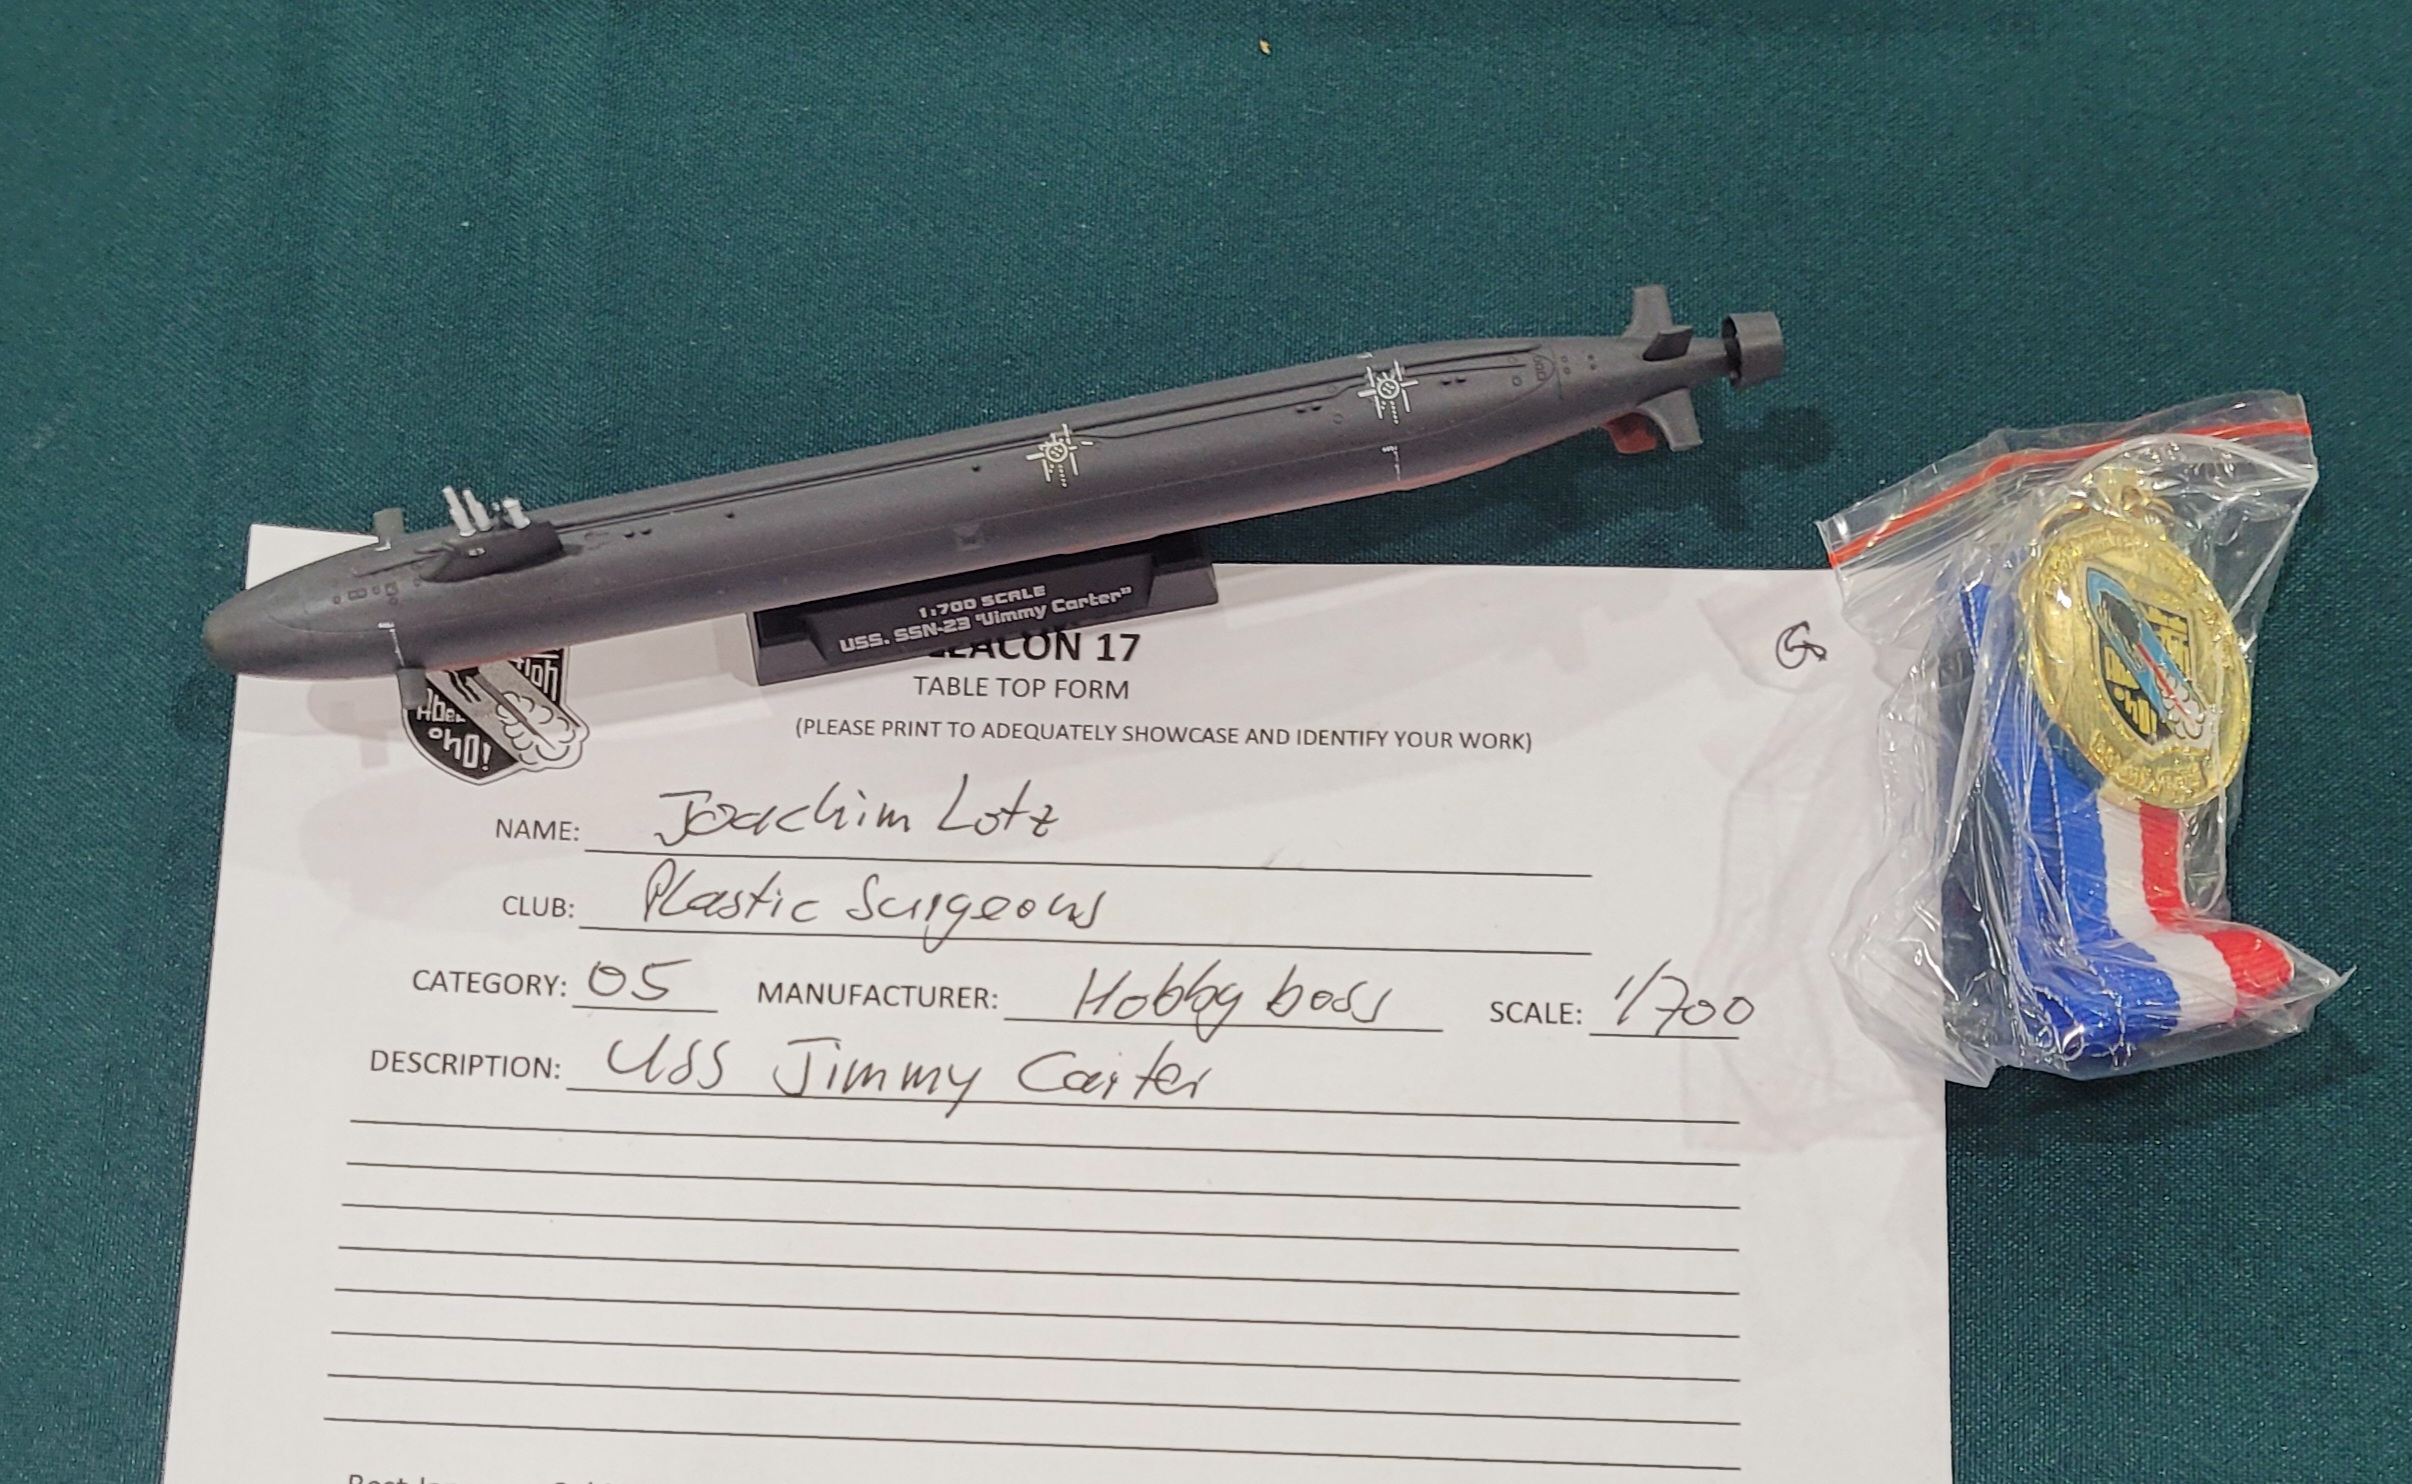 1:700 SCALE
USS. SSN-23 "Jimmy Carter"
ACON 17
TABLE TOP FORM
(PLEASE PRINT TO ADEQUATELY SHOWCASE AND IDENTIFY YOUR WORK)
G
NAME: Joachim Lotz
CLUB: Plastic Surgeons
CATEGORY: 05 MANUFACTURER: Hobby boss SCALE: 1/700
DESCRIPTION: USS Jimmy Carter